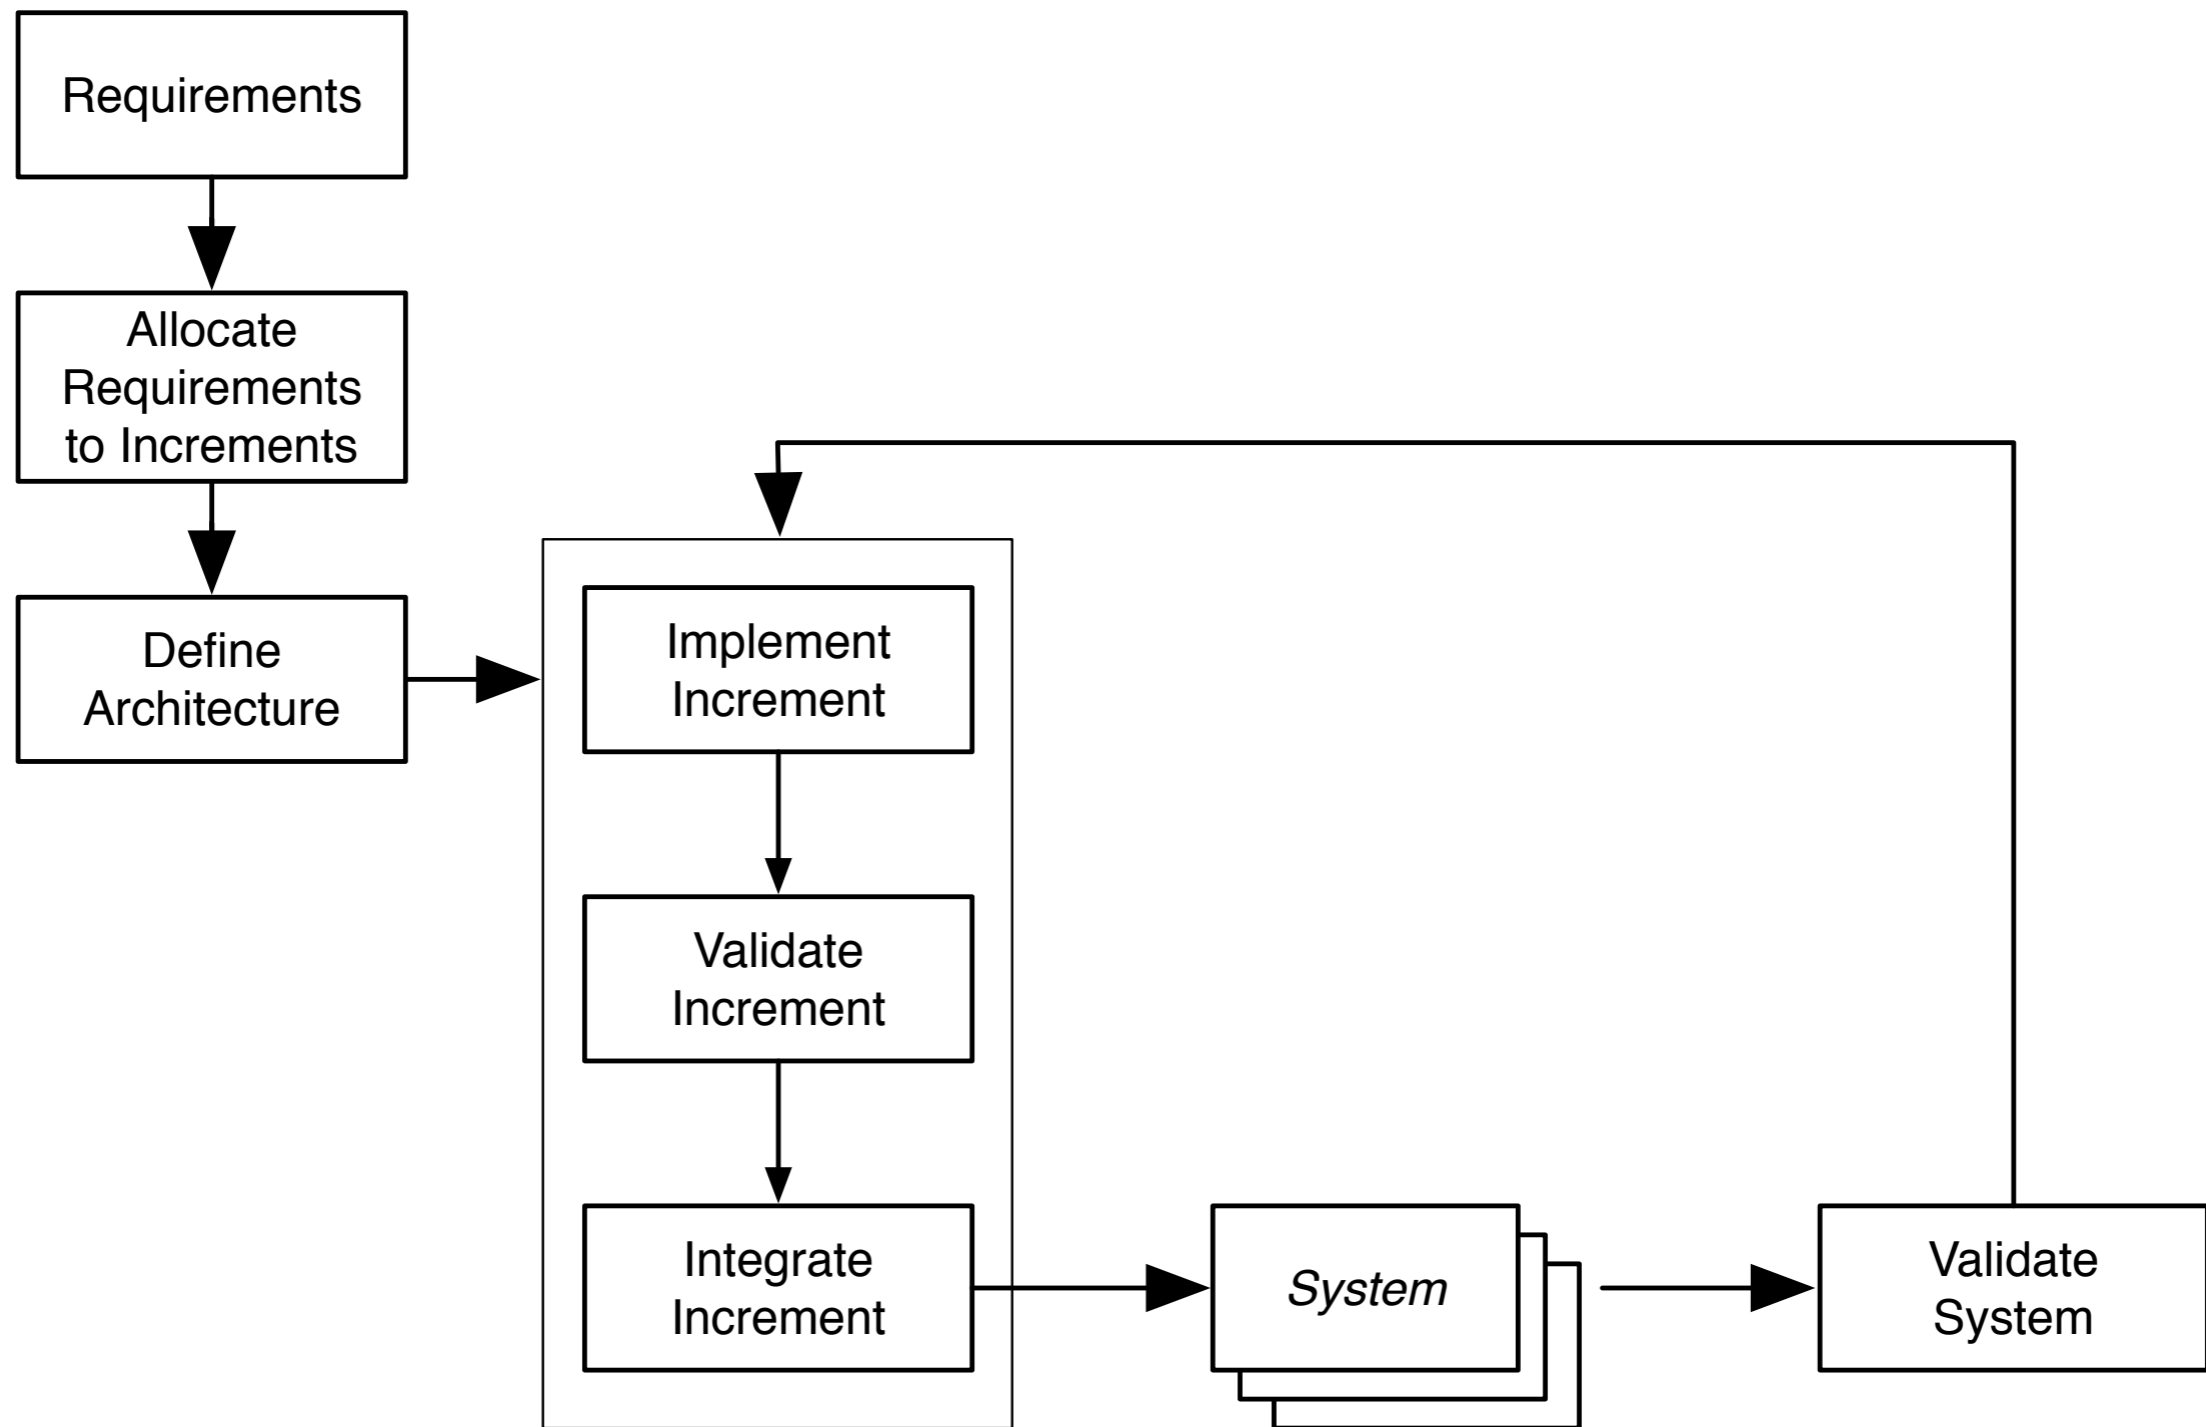 Requirements
Allocate
Requirements
to Increments
Define
Architecture
Implement
Increment
Validate
Increment
Integrate
Increment
System
Validate
System